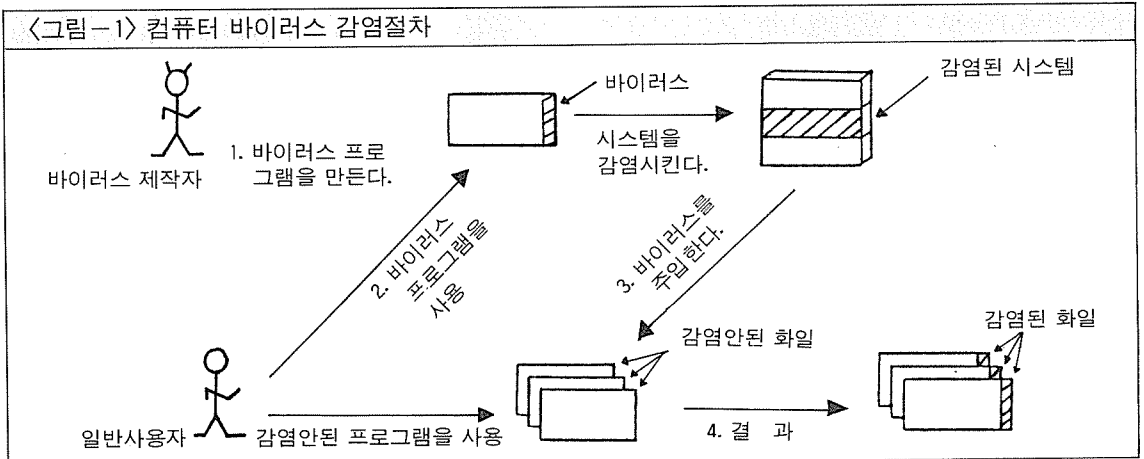 〈그림-1〉 컴퓨터 바이러스 감염절차
바이러스 제작자
1. 바이러스 프로
그램을 만든다.
바이러스
시스템을
감염시킨다.
감염된 시스템
2. 바이러스
프로그램을
사용
3. 바이러스를
주입한다.
일반사용자
감염안된 프로그램을 사용
감염안된 화일
4. 결 과
감염된 화일